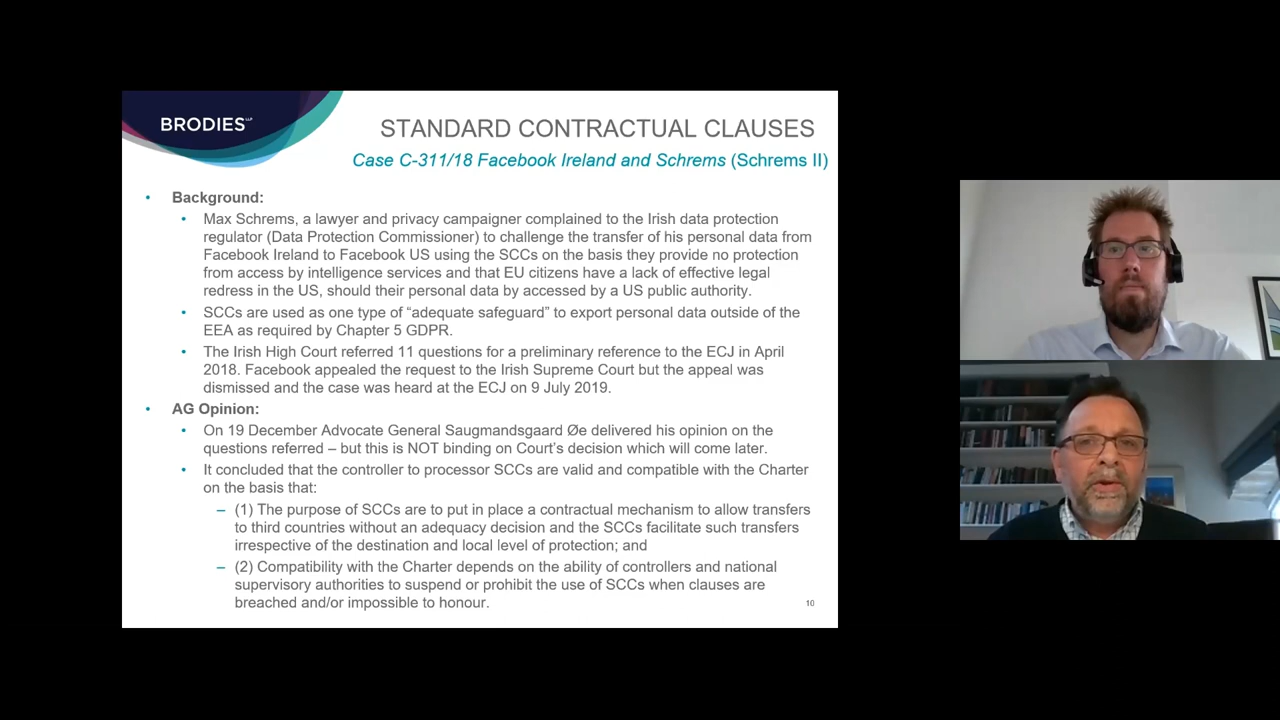 BRODIES LLP
STANDARD CONTRACTUAL CLAUSES
Case C-311/18 Facebook Ireland and Schrems (Schrems II)
• Background:
• Max Schrems, a lawyer and privacy campaigner complained to the Irish data protection
regulator (Data Protection Commissioner) to challenge the transfer of his personal data from
Facebook Ireland to Facebook US using the SCCs on the basis they provide no protection
from access by intelligence services and that EU citizens have a lack of effective legal
redress in the US, should their personal data by accessed by a US public authority.
• SCCs are used as one type of “adequate safeguard” to export personal data outside of the
EEA as required by Chapter 5 GDPR.
• The Irish High Court referred 11 questions for a preliminary reference to the ECJ in April
2018. Facebook appealed the request to the Irish Supreme Court but the appeal was
dismissed and the case was heard at the ECJ on 9 July 2019.
• AG Opinion:
• On 19 December Advocate General Saugmandsgaard Øe delivered his opinion on the
questions referred – but this is NOT binding on Court’s decision which will come later.
• It concluded that the controller to processor SCCs are valid and compatible with the Charter
on the basis that:
– (1) The purpose of SCCs are to put in place a contractual mechanism to allow transfers
to third countries without an adequacy decision and the SCCs facilitate such transfers
irrespective of the destination and local level of protection; and
– (2) Compatibility with the Charter depends on the ability of controllers and national
supervisory authorities to suspend or prohibit the use of SCCs when clauses are
breached and/or impossible to honour.
10